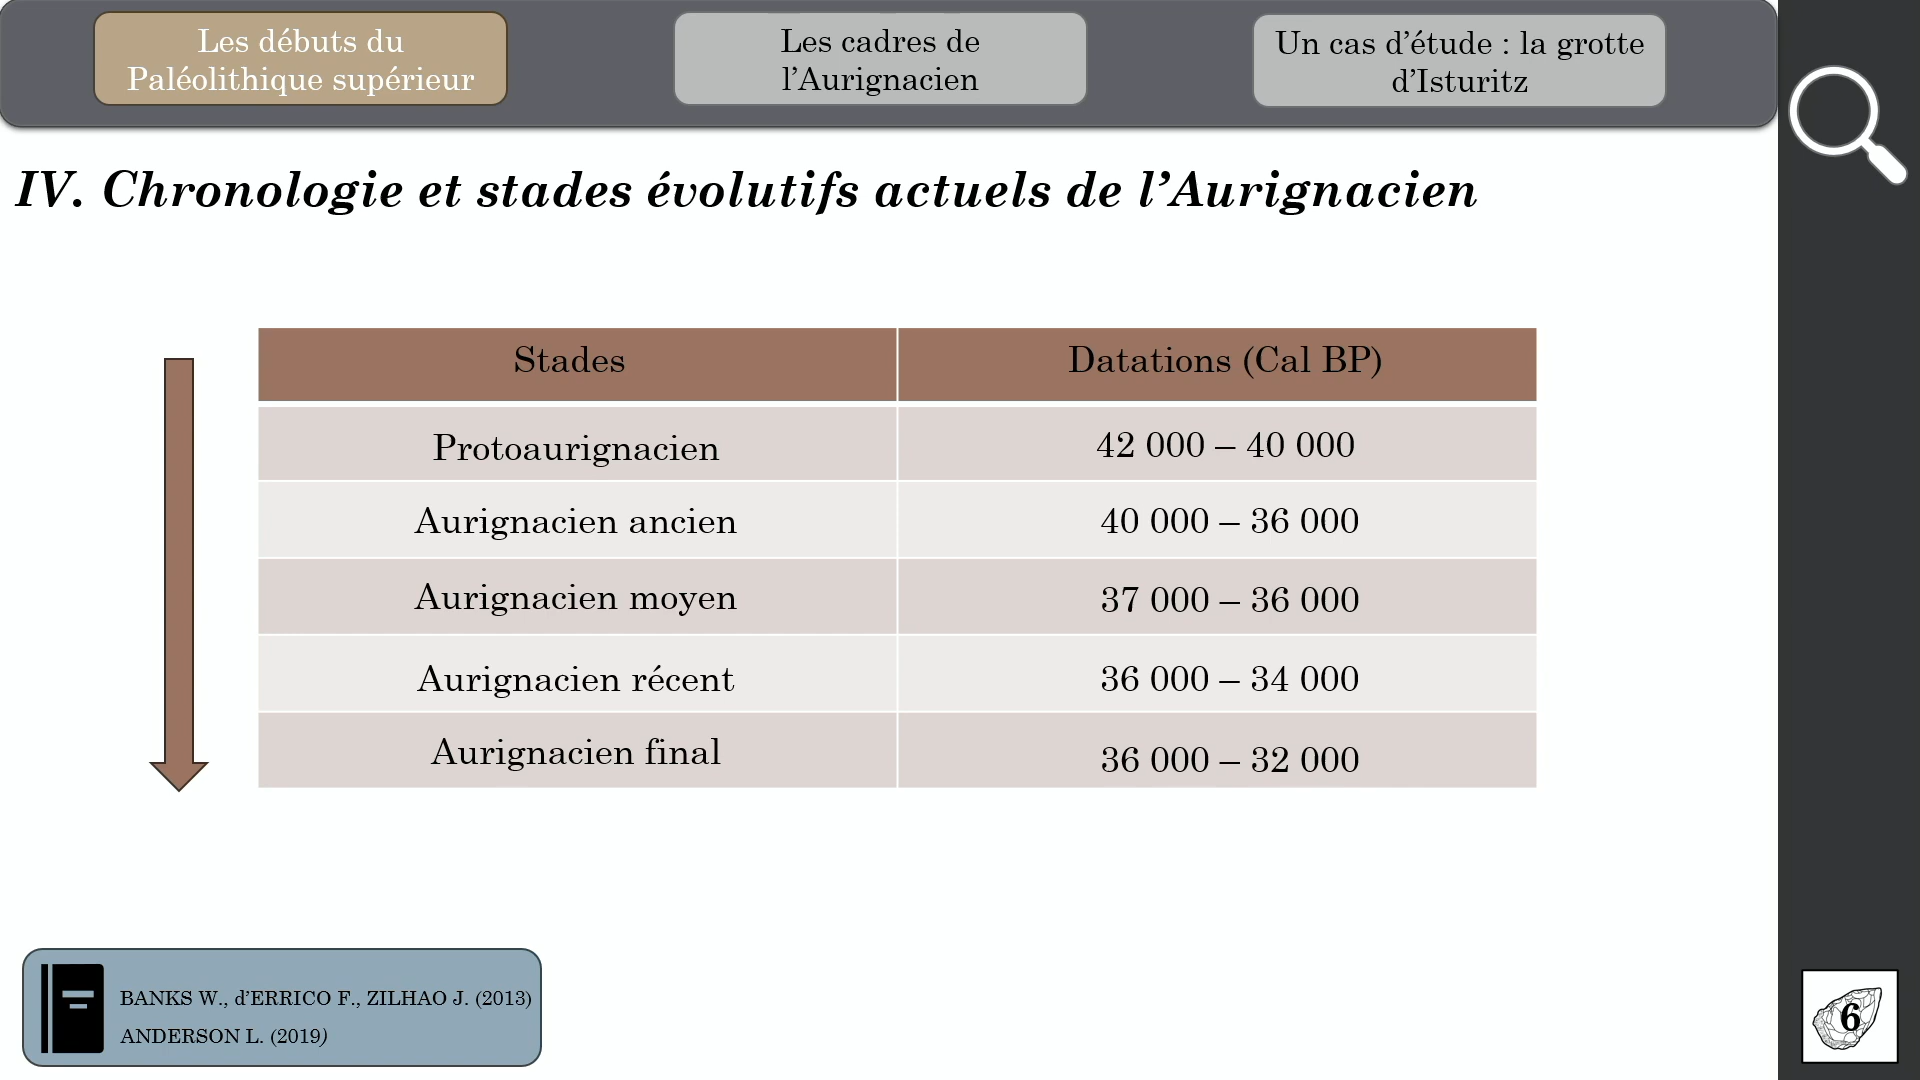 Les débuts du
Paléolithique supérieur
Les cadres de
l’Aurignacien
Un cas d’étude : la grotte
d’Isturitz
IV. Chronologie et stades évolutifs actuels de l’Aurignacien
Stades Datations (Cal BP)
Protoaurignacien 42 000 – 40 000
Aurignacien ancien 40 000 – 36 000
Aurignacien moyen 37 000 – 36 000
Aurignacien récent 36 000 – 34 000
Aurignacien final 36 000 – 32 000
BANKS W., d’ERRICO F., ZILHAO J. (2013)
ANDERSON L. (2019)
6